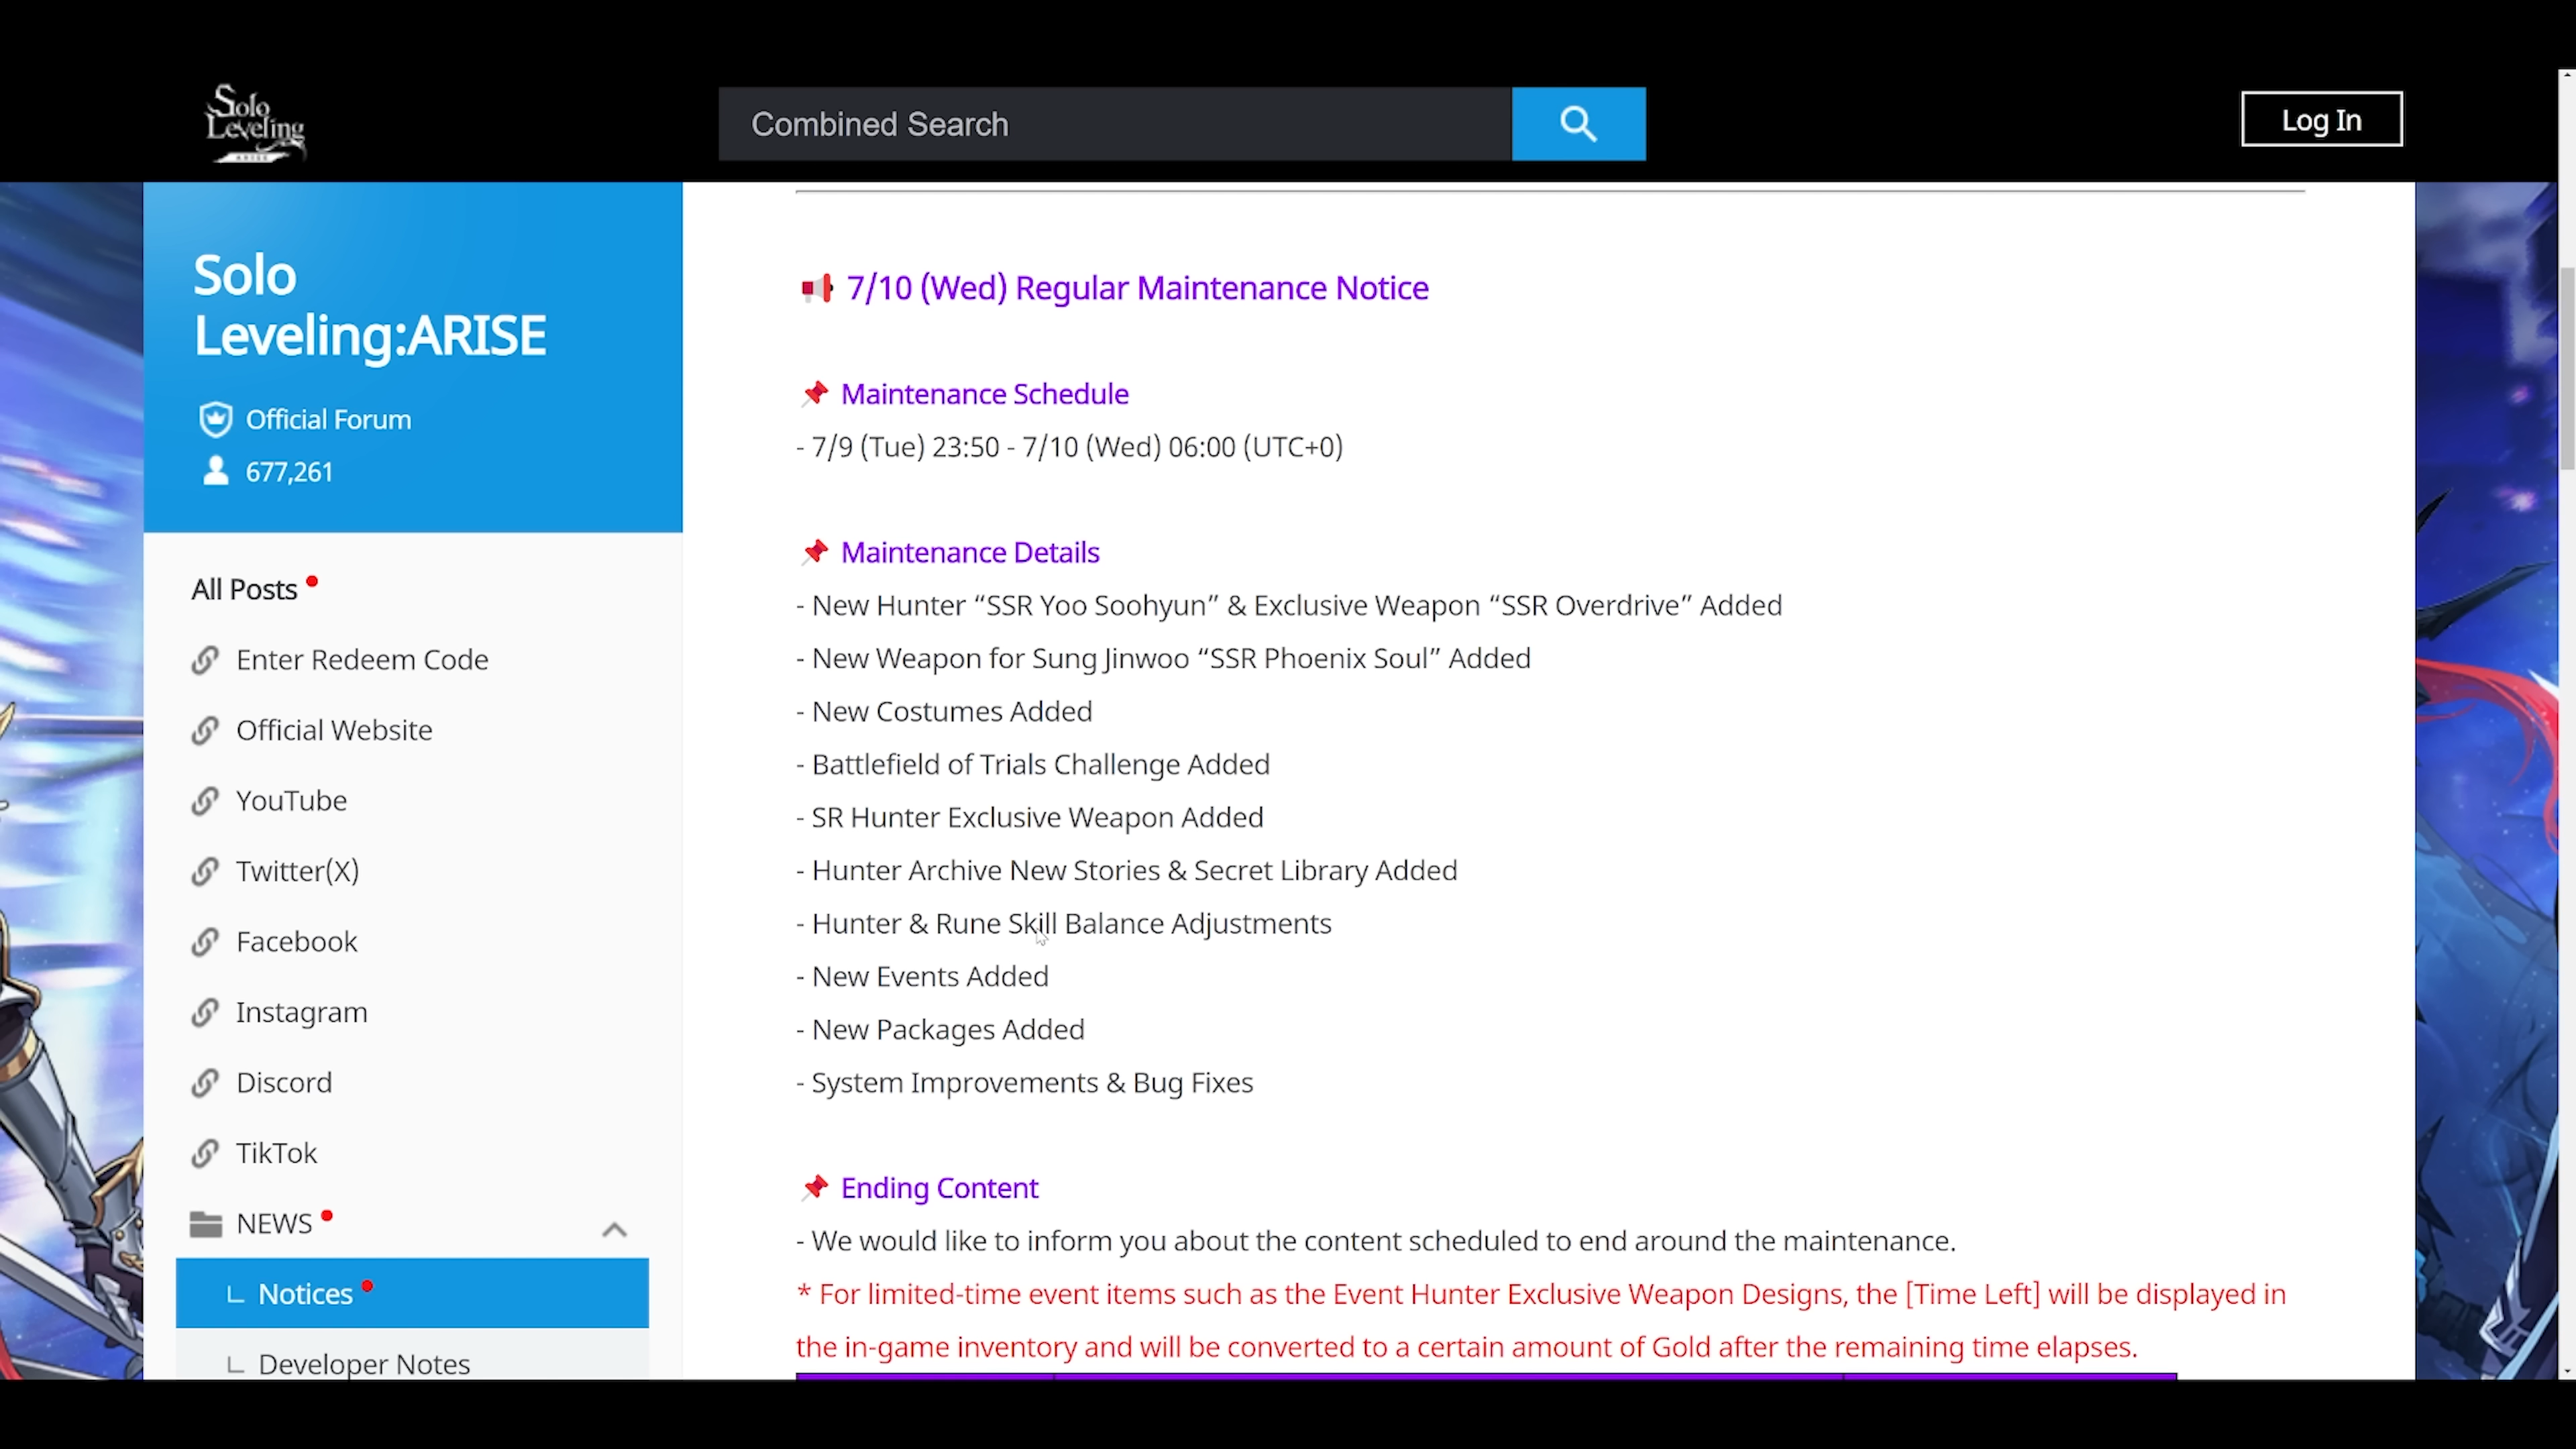 Solo
Leveling
ARISE
Combined Search
Log In
Solo
Leveling:ARISE
Official Forum
677,261
All Posts
Enter Redeem Code
Official Website
YouTube
Twitter(X)
Facebook
Instagram
Discord
TikTok
NEWS
Notices
Developer Notes
7/10 (Wed) Regular Maintenance Notice
Maintenance Schedule
- 7/9 (Tue) 23:50 - 7/10 (Wed) 06:00 (UTC+0)
Maintenance Details
- New Hunter “SSR Yoo Soohyun” & Exclusive Weapon “SSR Overdrive” Added
- New Weapon for Sung Jinwoo “SSR Phoenix Soul” Added
- New Costumes Added
- Battlefield of Trials Challenge Added
- SR Hunter Exclusive Weapon Added
- Hunter Archive New Stories & Secret Library Added
- Hunter & Rune Skill Balance Adjustments
- New Events Added
- New Packages Added
- System Improvements & Bug Fixes
Ending Content
- We would like to inform you about the content scheduled to end around the maintenance.
* For limited-time event items such as the Event Hunter Exclusive Weapon Designs, the [Time Left] will be displayed in
the in-game inventory and will be converted to a certain amount of Gold after the remaining time elapses.